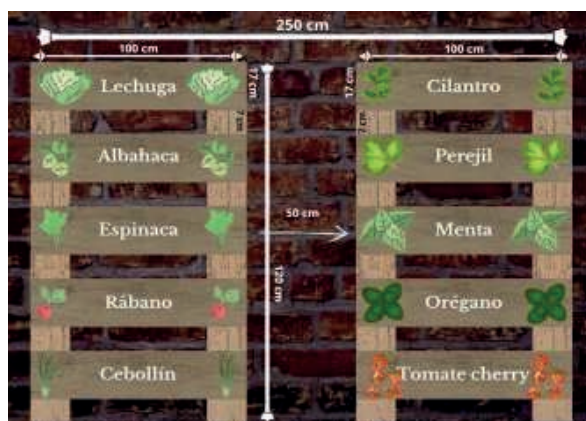 250 cm
100 cm
100 cm
Lechuga
17 cm
17 cm
Cilantro
7 cm
7 cm
Albahaca
Perejil
Espinaca
50 cm
Menta
Rábano
120 cm
Orégano
Cebollín
Tomate cherry